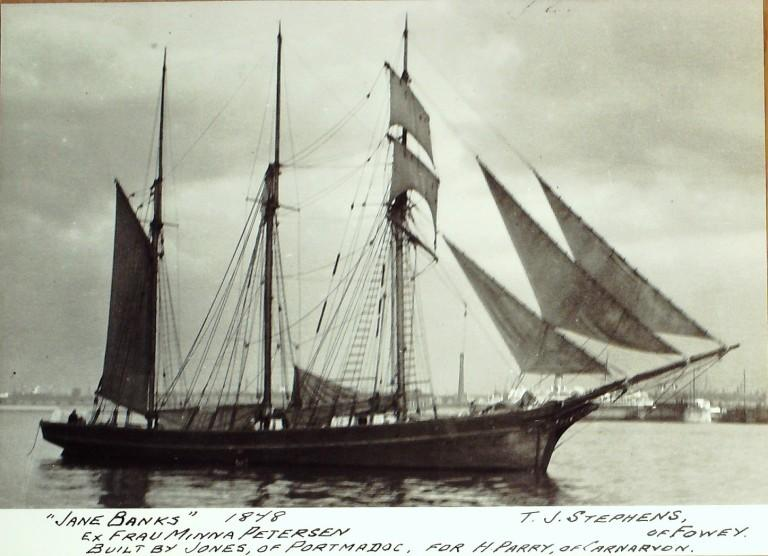 "JANE BANKS" 1878
EX FRAU MINNA PETERSEN
BUILT BY JONES, OF PORTMADOC, FOR H. PARRY, OF CARNARVON.
T. J. STEPHENS,
OF FOWEY.